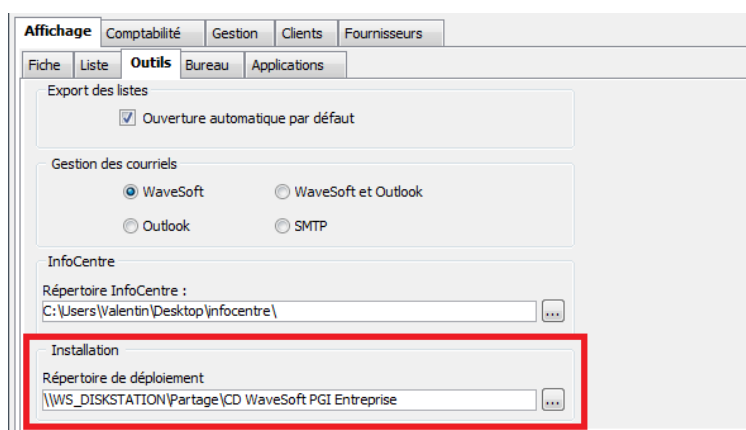 Affichage Comptabilité Gestion Clients Fournisseurs
Fiche Liste Outils Bureau Applications
Export des listes
Ouverture automatique par défaut
Gestion des courriels
WaveSoft WaveSoft et Outlook
Outlook SMTP
InfoCentre
Répertoire InfoCentre :
C:\Users\Valentin\Desktop\infocentre\ ...
Installation
Répertoire de déploiement
\\WS_DISKSTATION\Partage\CD WaveSoft PGI Entreprise ...